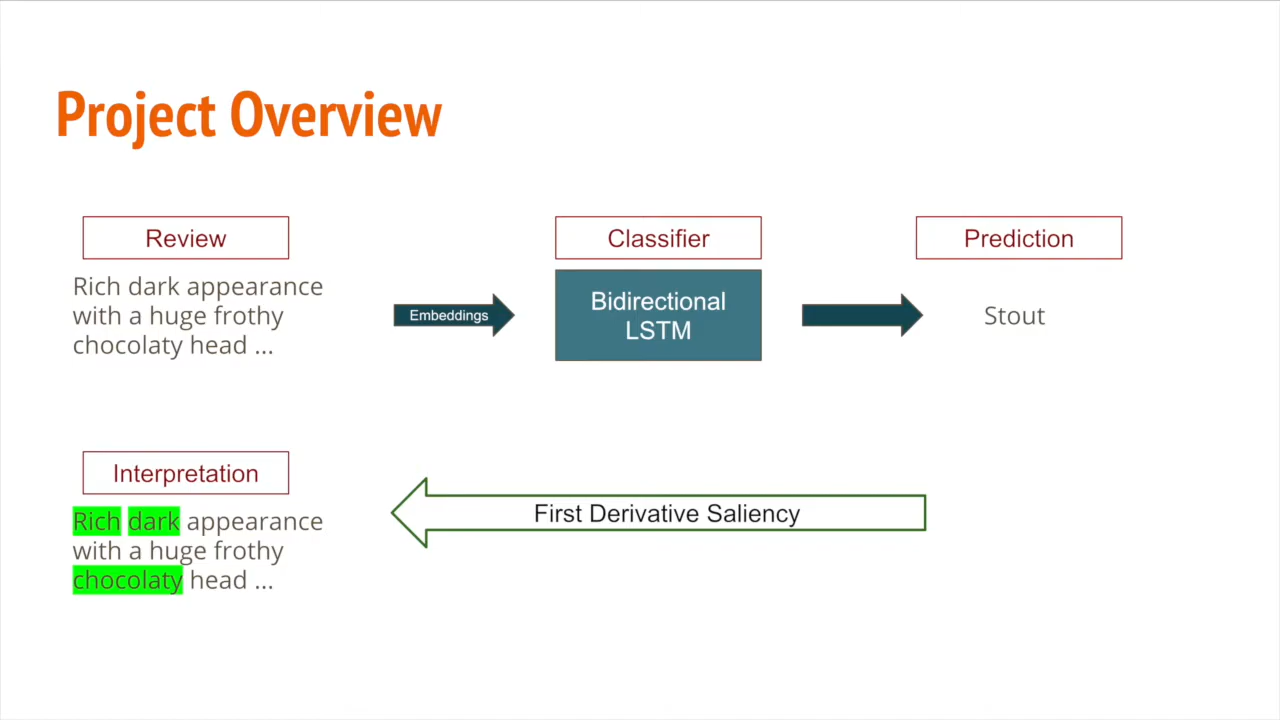 Project Overview
Review
Classifier
Prediction
Rich dark appearance
with a huge frothy
chocolaty head ...
Embeddings
Bidirectional
LSTM
Stout
Interpretation
Rich dark appearance
with a huge frothy
chocolaty head ...
First Derivative Saliency